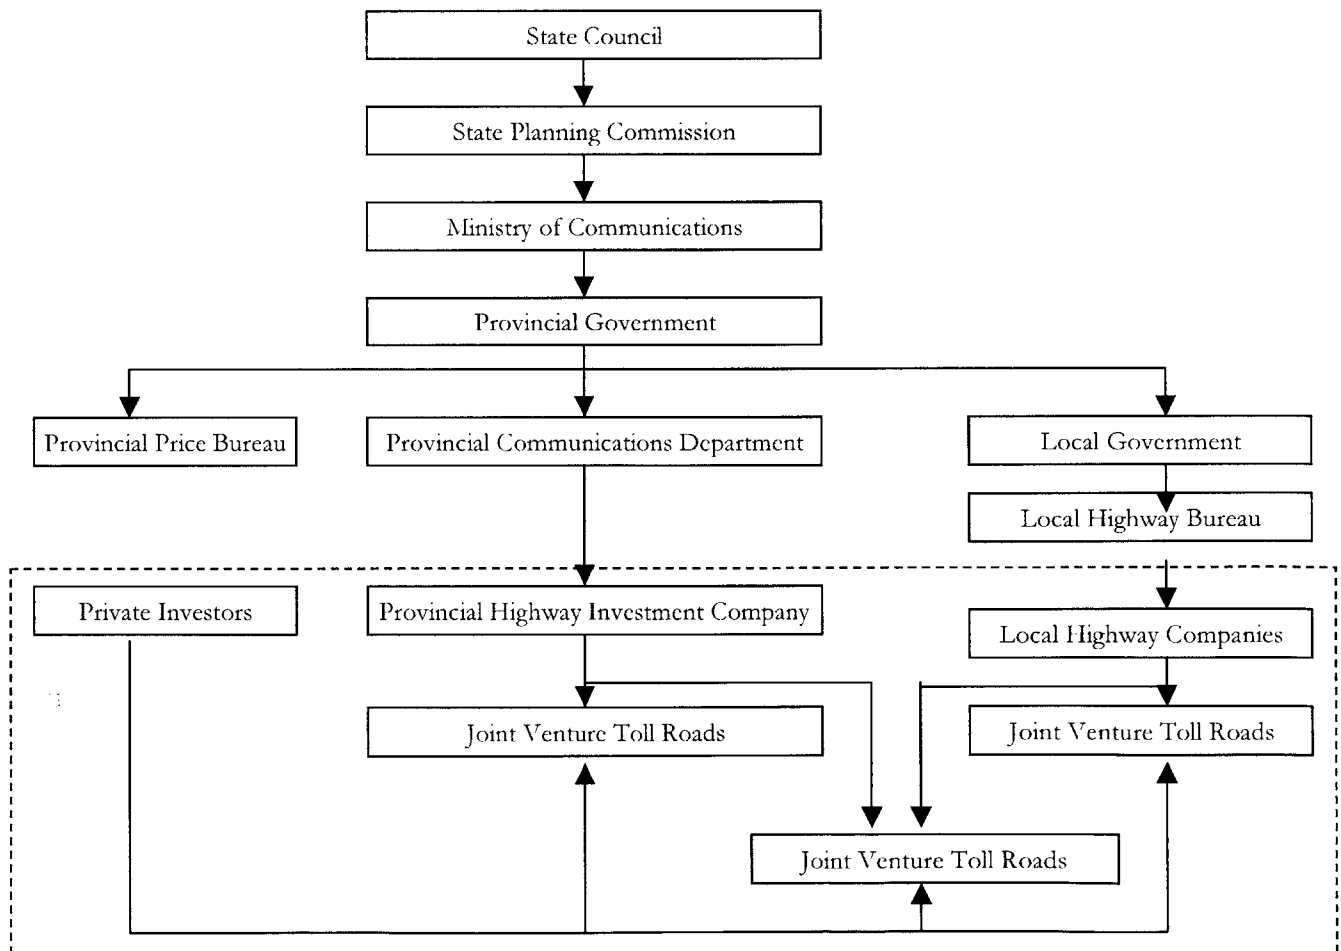 State Council
State Planning Commission
Ministry of Communications
Provincial Government
Provincial Price Bureau
Provincial Communications Department
Local Government
Local Highway Bureau
Private Investors
Provincial Highway Investment Company
Local Highway Companies
Joint Venture Toll Roads
Joint Venture Toll Roads
Joint Venture Toll Roads